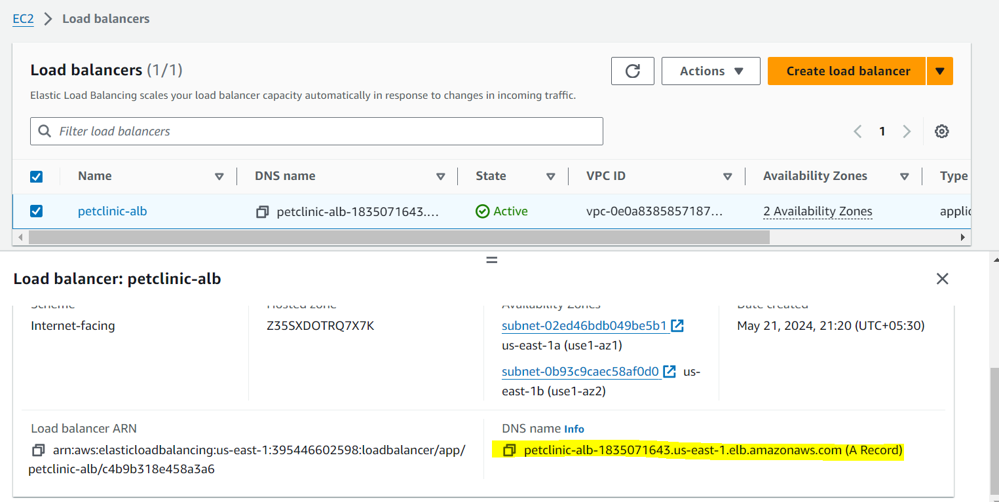 EC2 > Load balancers
Load balancers (1/1)
Actions
Create load balancer
Elastic Load Balancing scales your load balancer capacity automatically in response to changes in incoming traffic.
Filter load balancers
1
Name DNS name State VPC ID Availability Zones Type
petclinic-alb petclinic-alb-1835071643.... Active vpc-0e0a8385857187... 2 Availability Zones applic
Load balancer: petclinic-alb
Scheme Hosted zone Availability Zones Date created
Internet-facing Z35SXDOTRQ7X7K subnet-02ed46bdb049be5b1 May 21, 2024, 21:20 (UTC+05:30)
us-east-1a (use1-az1)
subnet-0b93c9caec58af0d0 us-
east-1b (use1-az2)
Load balancer ARN DNS name Info
arn:aws:elasticloadbalancing:us-east-1:395446602598:loadbalancer/app/ petclinic-alb-1835071643.us-east-1.elb.amazonaws.com (A Record)
petclinic-alb/c4b9b318e458a3a6